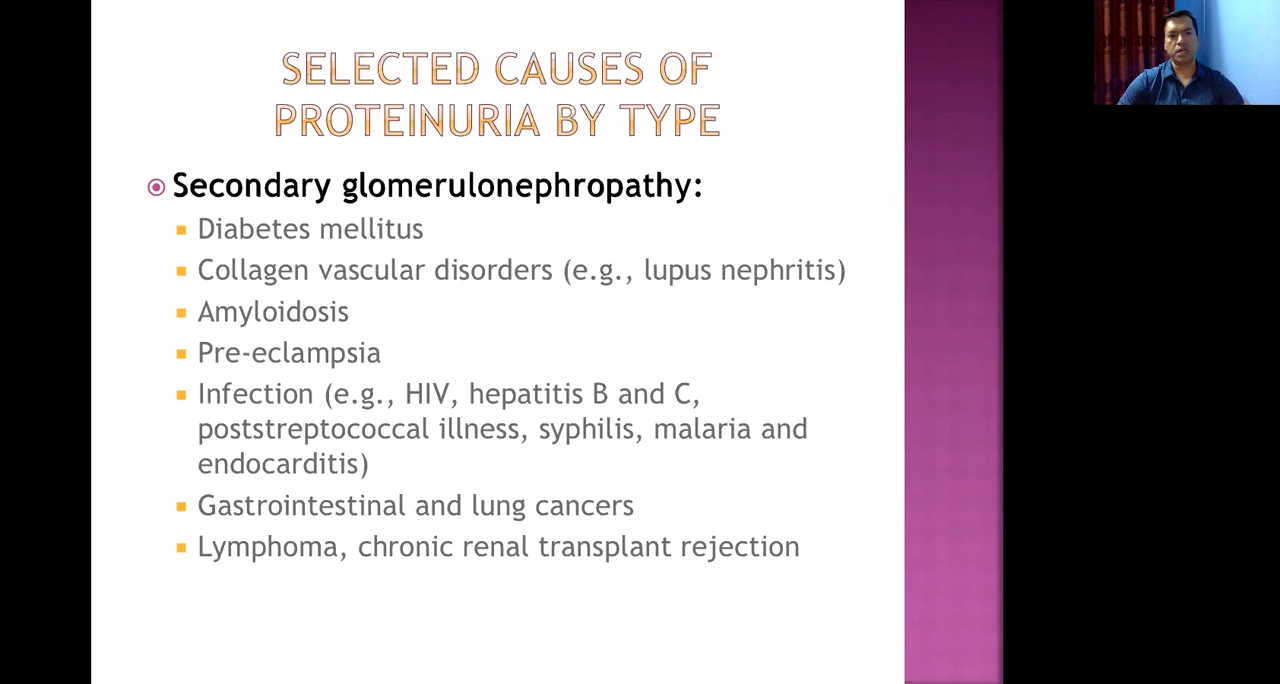 SELECTED CAUSES OF
PROTEINURIA BY TYPE
Secondary glomerulonephropathy:
Diabetes mellitus
Collagen vascular disorders (e.g., lupus nephritis)
Amyloidosis
Pre-eclampsia
Infection (e.g., HIV, hepatitis B and C,
poststreptococcal illness, syphilis, malaria and
endocarditis)
Gastrointestinal and lung cancers
Lymphoma, chronic renal transplant rejection